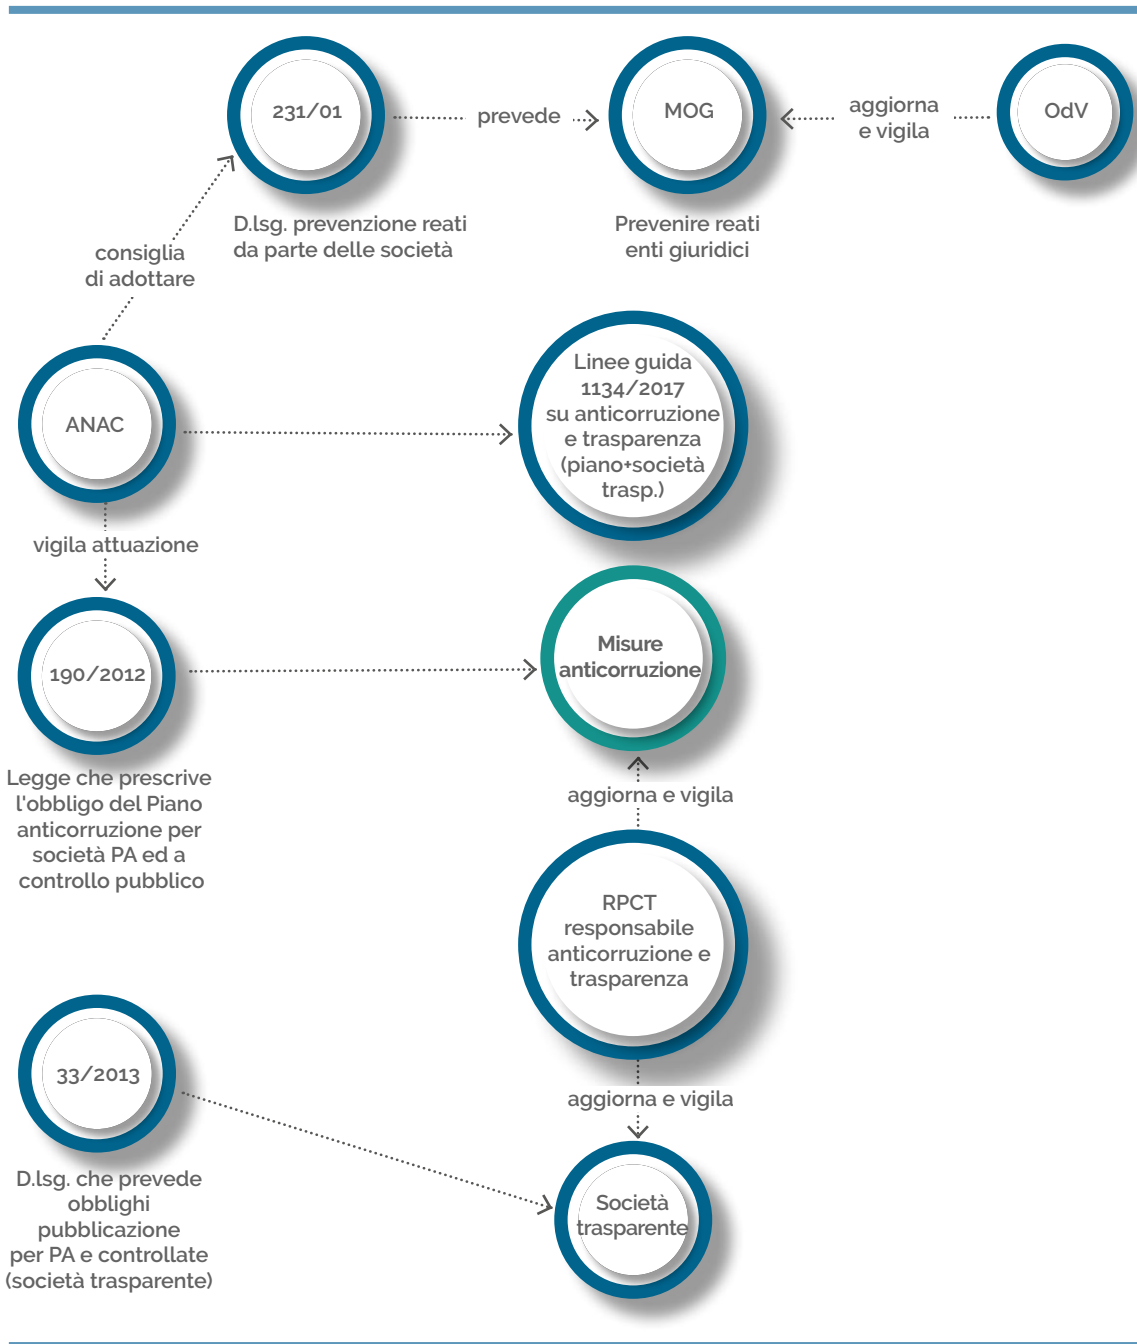 231/01
prevede
MOG
aggiorna
e vigila
OdV
D.lsg. prevenzione reati
da parte delle società
Prevenire reati
enti giuridici
consiglia
di adottare
ANAC
Linee guida
1134/2017
su anticorruzione
e trasparenza
(piano+società
trasp.)
vigila attuazione
190/2012
Misure
anticorruzione
Legge che prescrive
l'obbligo del Piano
anticorruzione per
società PA ed a
controllo pubblico
aggiorna e vigila
RPCT
responsabile
anticorruzione e
trasparenza
33/2013
aggiorna e vigila
D.lsg. che prevede
obblighi
pubblicazione
per PA e controllate
(società trasparente)
Società
trasparente